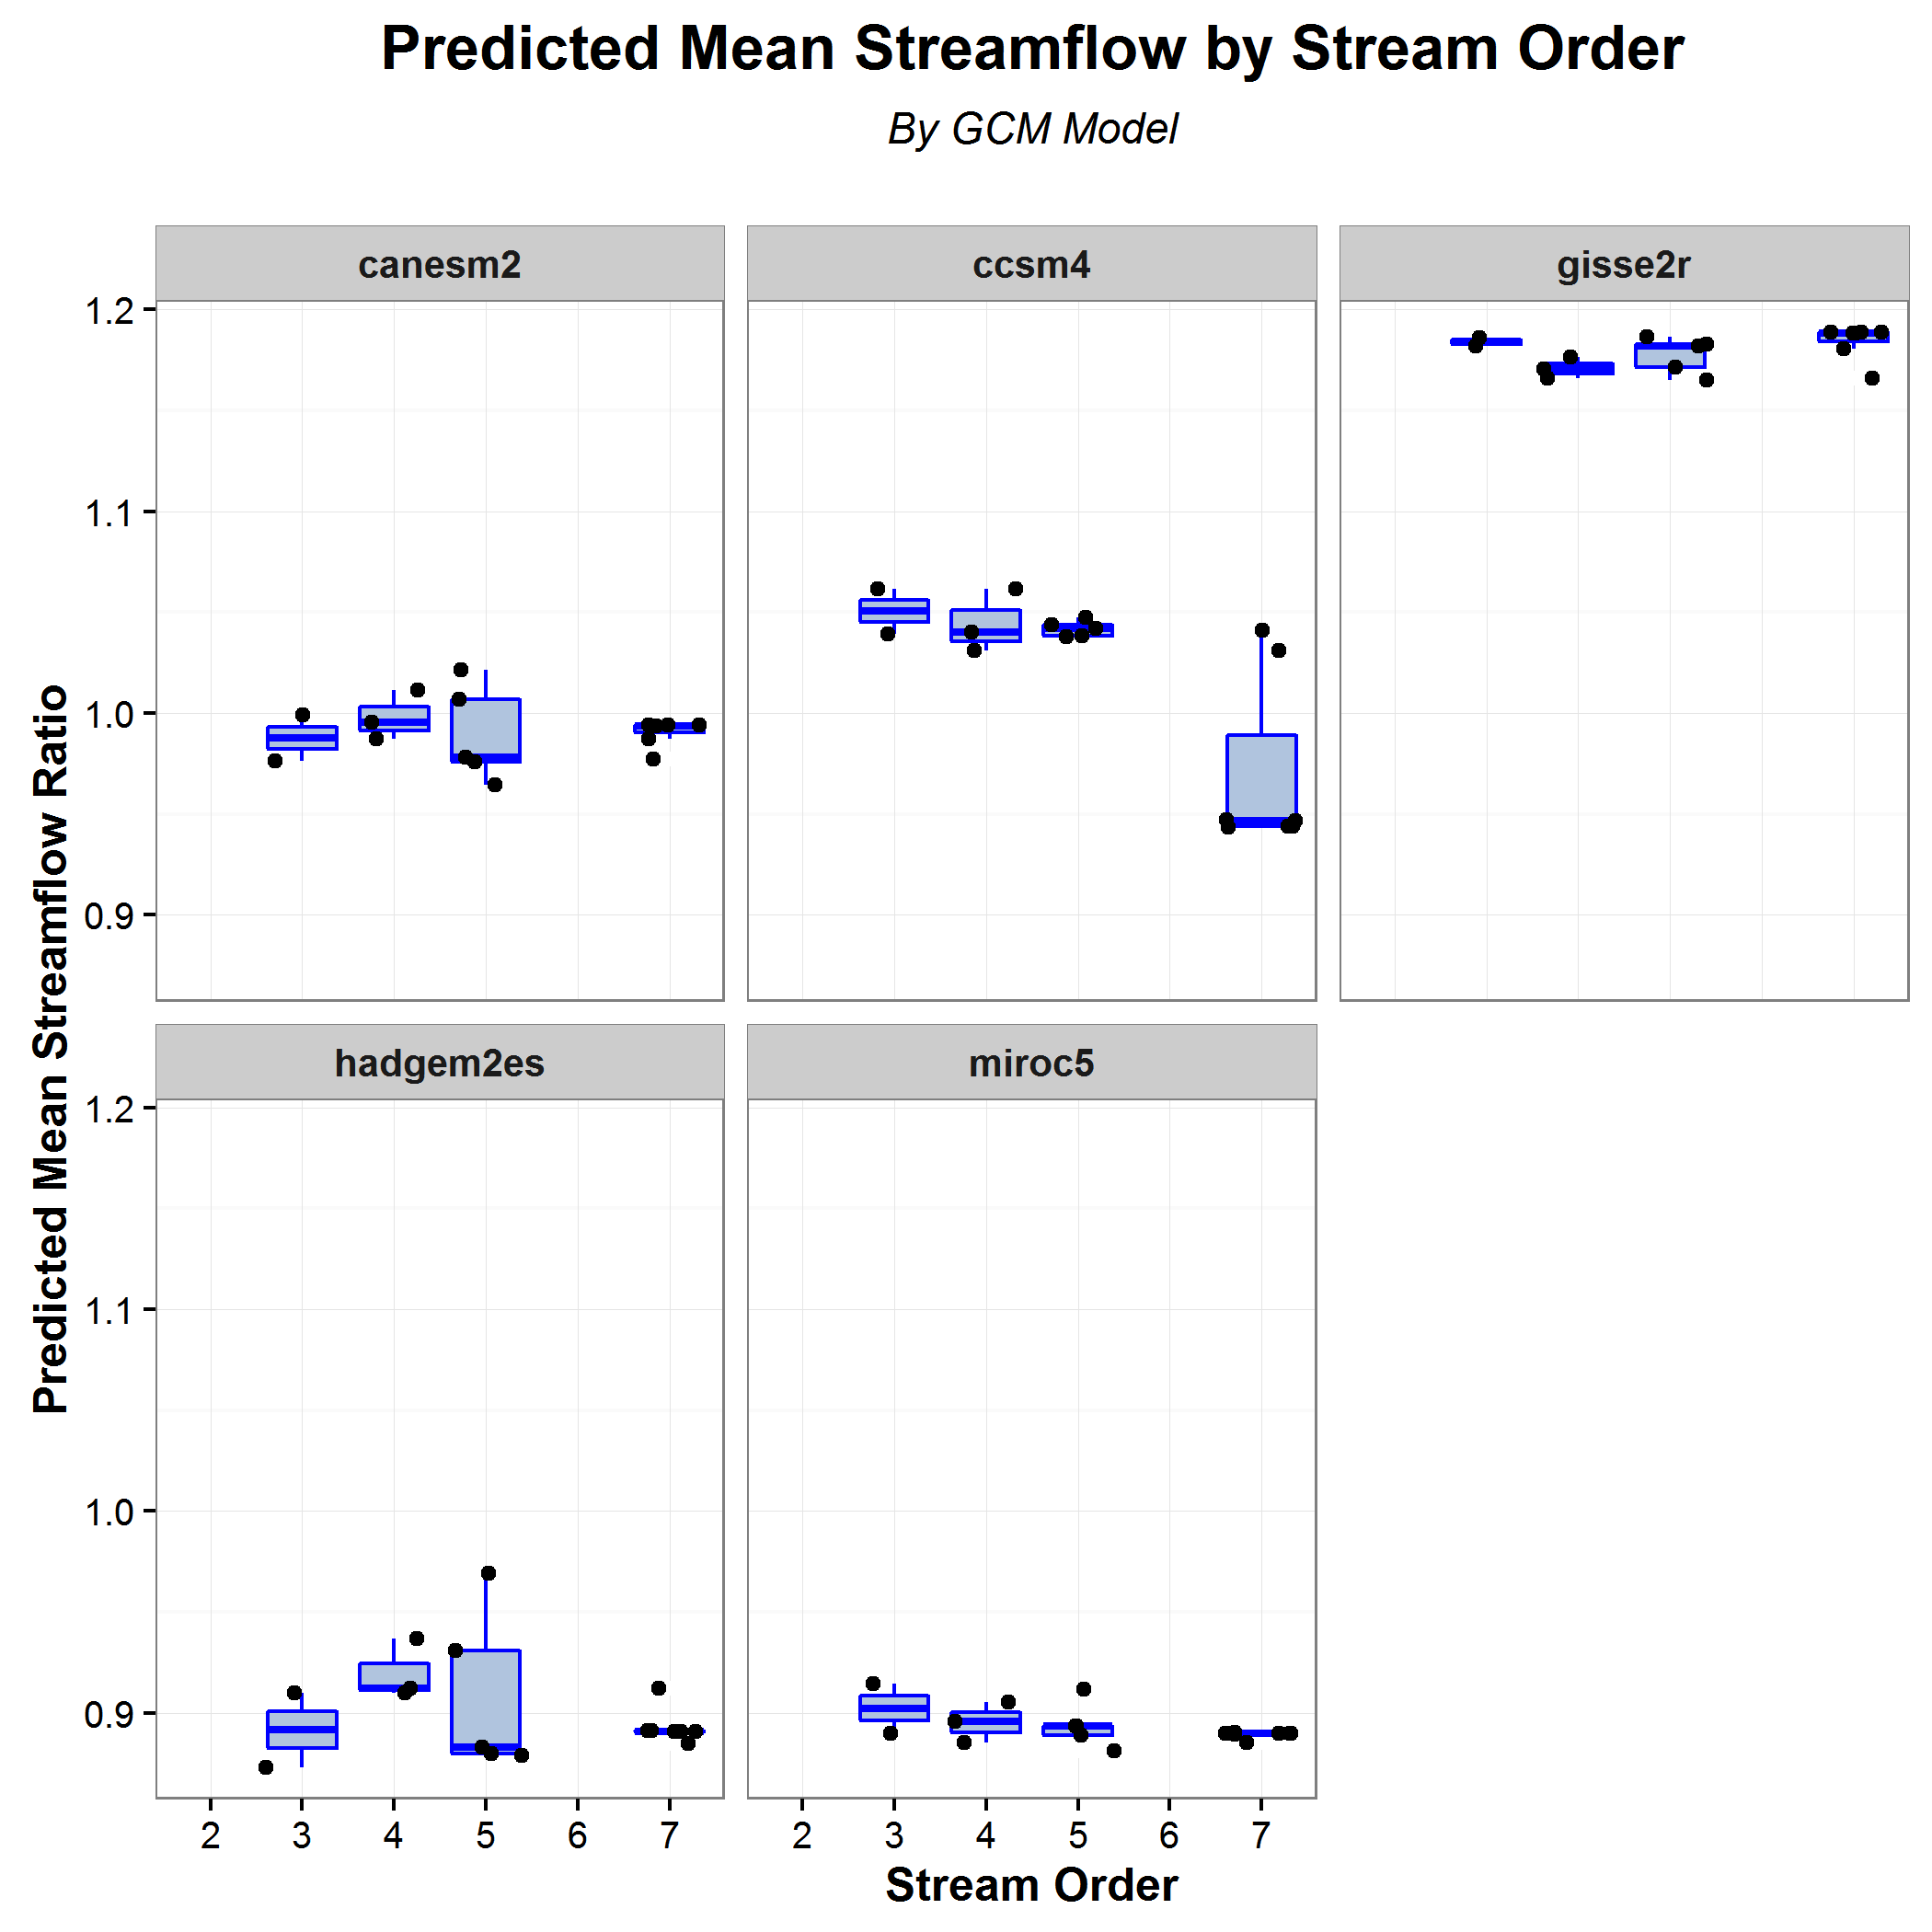 Predicted Mean Streamflow by Stream Order
By GCM Model
canesm2
ccsm4
gisse2r
1.2
1.1
1.0
0.9
Predicted Mean Streamflow Ratio
hadgem2es
miroc5
1.2
1.1
1.0
0.9
2 3 4 5 6 7
2 3 4 5 6 7
Stream Order